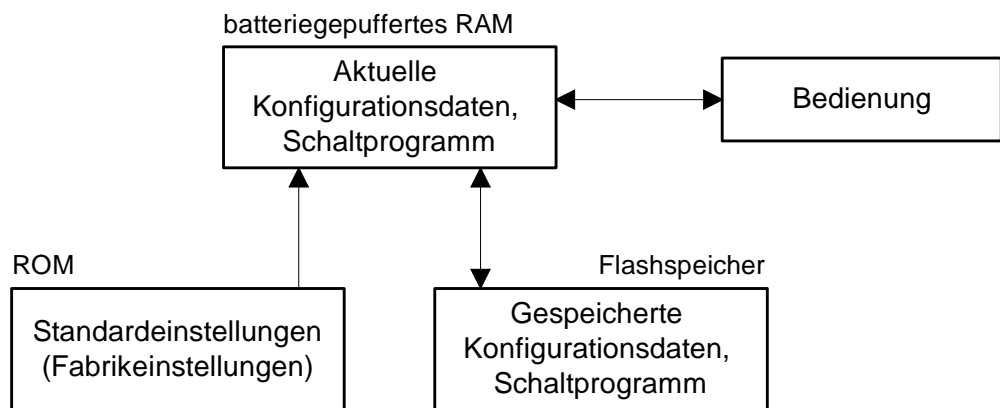 batteriegepuffertes RAM
Aktuelle
Konfigurationsdaten,
Schaltprogramm
Bedienung
ROM
Standardeinstellungen
(Fabrikeinstellungen)
Flashspeicher
Gespeicherte
Konfigurationsdaten,
Schaltprogramm